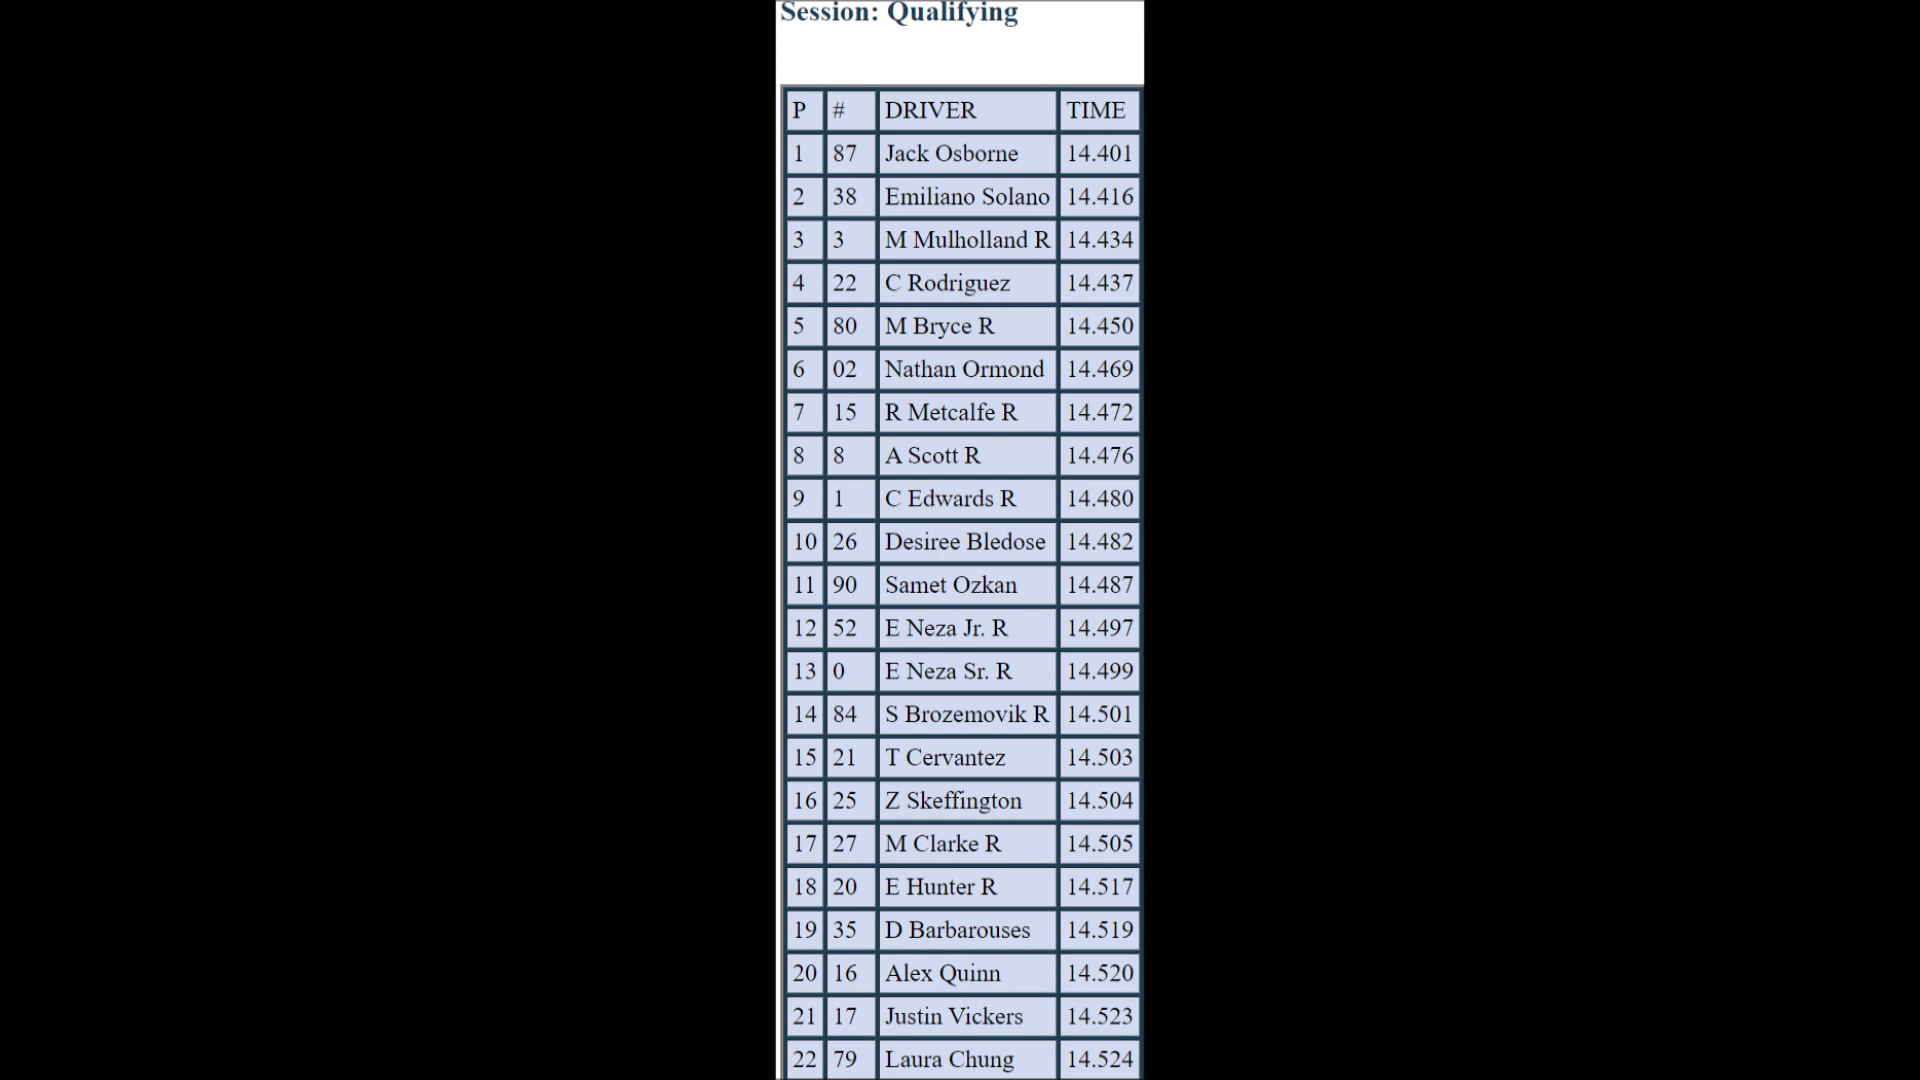 Session: Qualifying
P # DRIVER TIME
1 87 Jack Osborne 14.401
2 38 Emiliano Solano 14.416
3 3 M Mulholland R 14.434
4 22 C Rodriguez 14.437
5 80 M Bryce R 14.450
6 02 Nathan Ormond 14.469
7 15 R Metcalfe R 14.472
8 8 A Scott R 14.476
9 1 C Edwards R 14.480
10 26 Desiree Bledose 14.482
11 90 Samet Ozkan 14.487
12 52 E Neza Jr. R 14.497
13 0 E Neza Sr. R 14.499
14 84 S Brozemovik R 14.501
15 21 T Cervantez 14.503
16 25 Z Skeffington 14.504
17 27 M Clarke R 14.505
18 20 E Hunter R 14.517
19 35 D Barbarouses 14.519
20 16 Alex Quinn 14.520
21 17 Justin Vickers 14.523
22 79 Laura Chung 14.524